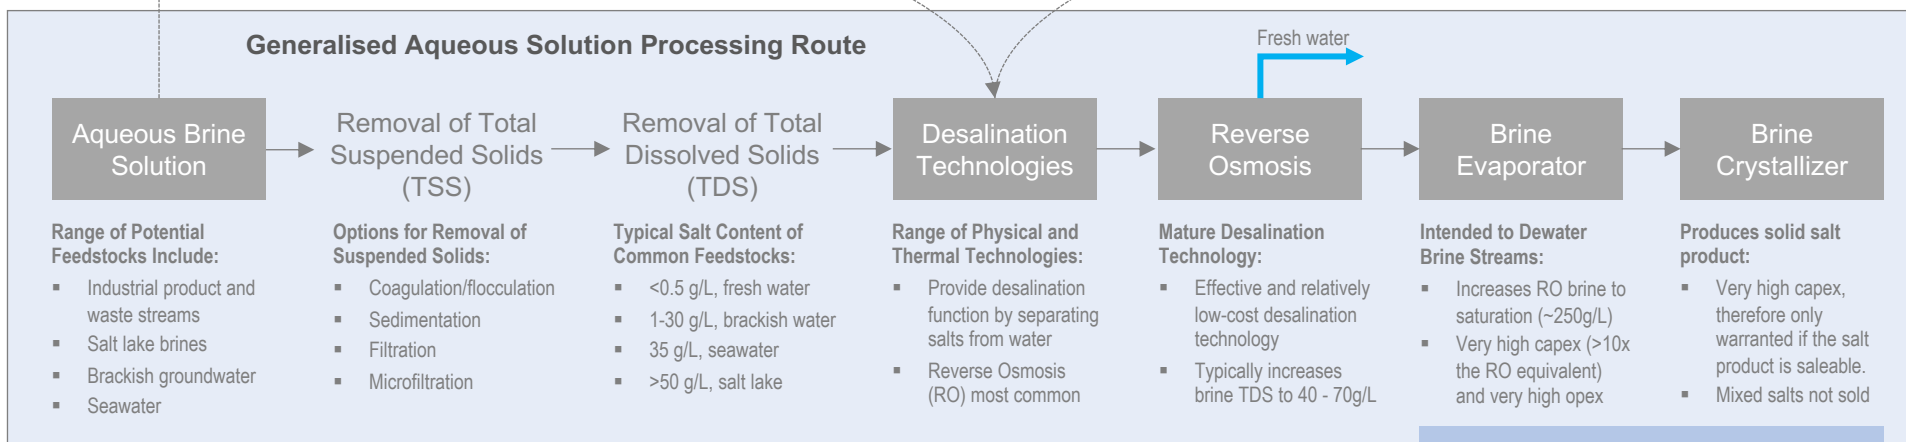 Generalised Aqueous Solution Processing Route
Fresh water
Aqueous Brine
Solution
Removal of Total
Suspended Solids
(TSS)
Removal of Total
Dissolved Solids
(TDS)
Desalination
Technologies
Reverse
Osmosis
Brine
Evaporator
Brine
Crystallizer
Range of Potential
Feedstocks Include:
▪ Industrial product and
waste streams
▪ Salt lake brines
▪ Brackish groundwater
▪ Seawater
Options for Removal of
Suspended Solids:
▪ Coagulation/flocculation
▪ Sedimentation
▪ Filtration
▪ Microfiltration
Typical Salt Content of
Common Feedstocks:
▪ <0.5 g/L, fresh water
▪ 1-30 g/L, brackish water
▪ 35 g/L, seawater
▪ >50 g/L, salt lake
Range of Physical and
Thermal Technologies:
▪ Provide desalination
function by separating
salts from water
▪ Reverse Osmosis
(RO) most common
Mature Desalination
Technology:
▪ Effective and relatively
low-cost desalination
technology
▪ Typically increases
brine TDS to 40 - 70g/L
Intended to Dewater
Brine Streams:
▪ Increases RO brine to
saturation (~250g/L)
▪ Very high capex (>10x
the RO equivalent)
and very high opex
Produces solid salt
product:
▪ Very high capex,
therefore only
warranted if the salt
product is saleable.
▪ Mixed salts not sold